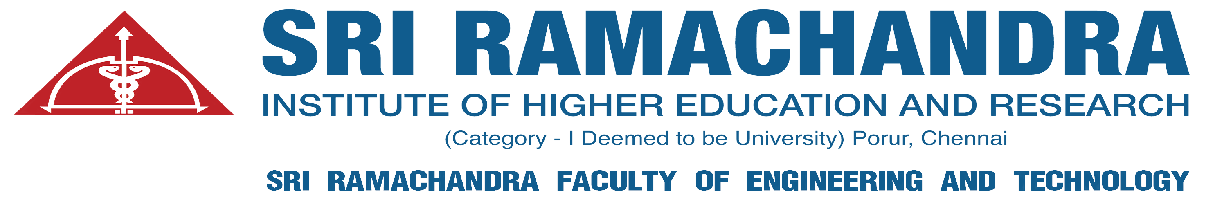 SRI RAMACHANDRA
INSTITUTE OF HIGHER EDUCATION AND RESEARCH
(Category - I Deemed to be University) Porur, Chennai
SRI RAMACHANDRA FACULTY OF ENGINEERING AND TECHNOLOGY